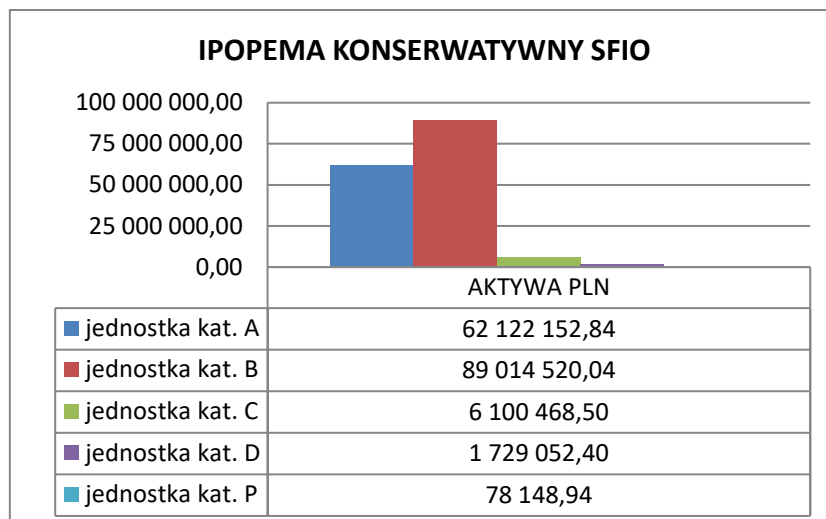 IPOPEMA KONSERWATYWNY SFIO
100 000 000,00
75 000 000,00
50 000 000,00
25 000 000,00
0,00
AKTYWA PLN
jednostka kat. A 62 122 152,84
jednostka kat. B 89 014 520,04
jednostka kat. C 6 100 468,50
jednostka kat. D 1 729 052,40
jednostka kat. P 78 148,94